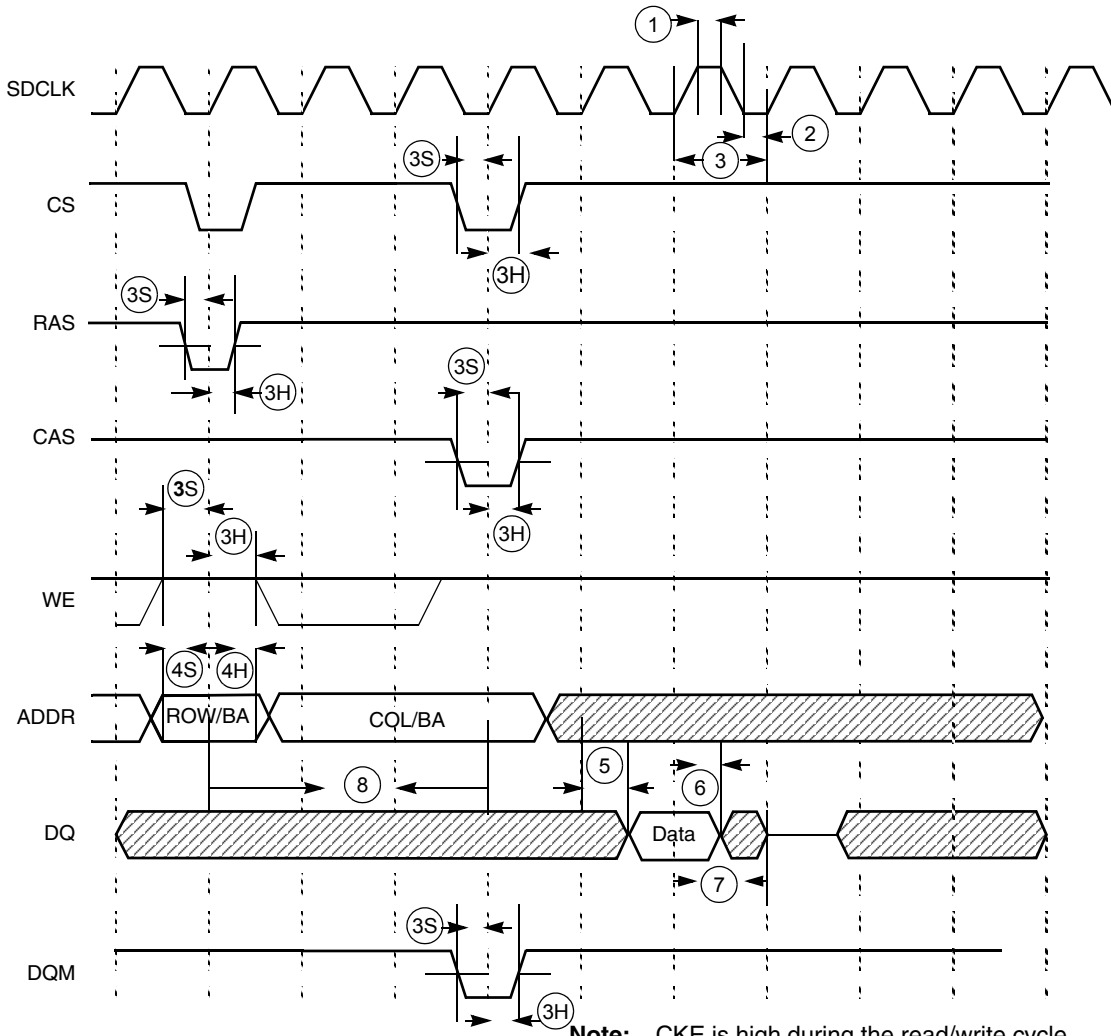 1
SDCLK
2
3S
3
CS
3H
3S
RAS
3S
3H
CAS
3S
3H
3H
WE
4S
4H
ADDR
ROW/BA
COL/BA
5
8
6
DQ
Data
7
3S
DQM
3H
Note: CKE is high during the read/write cycle.